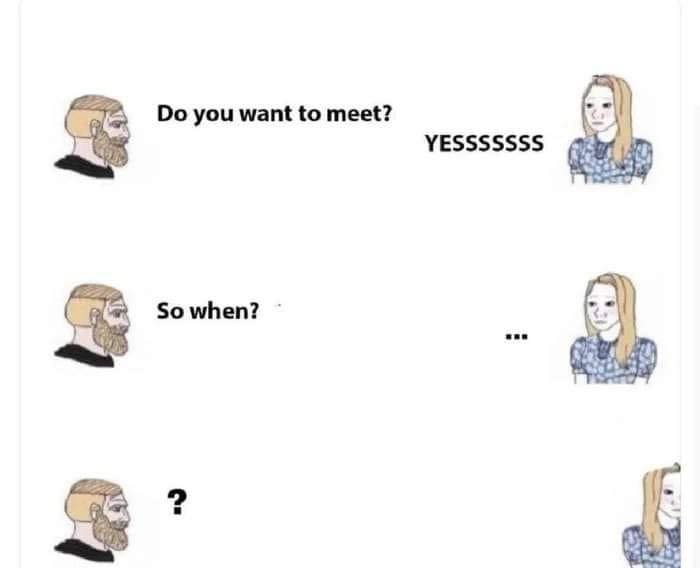 Do you want to meet?
YESSSSSSS
So when?
...
?